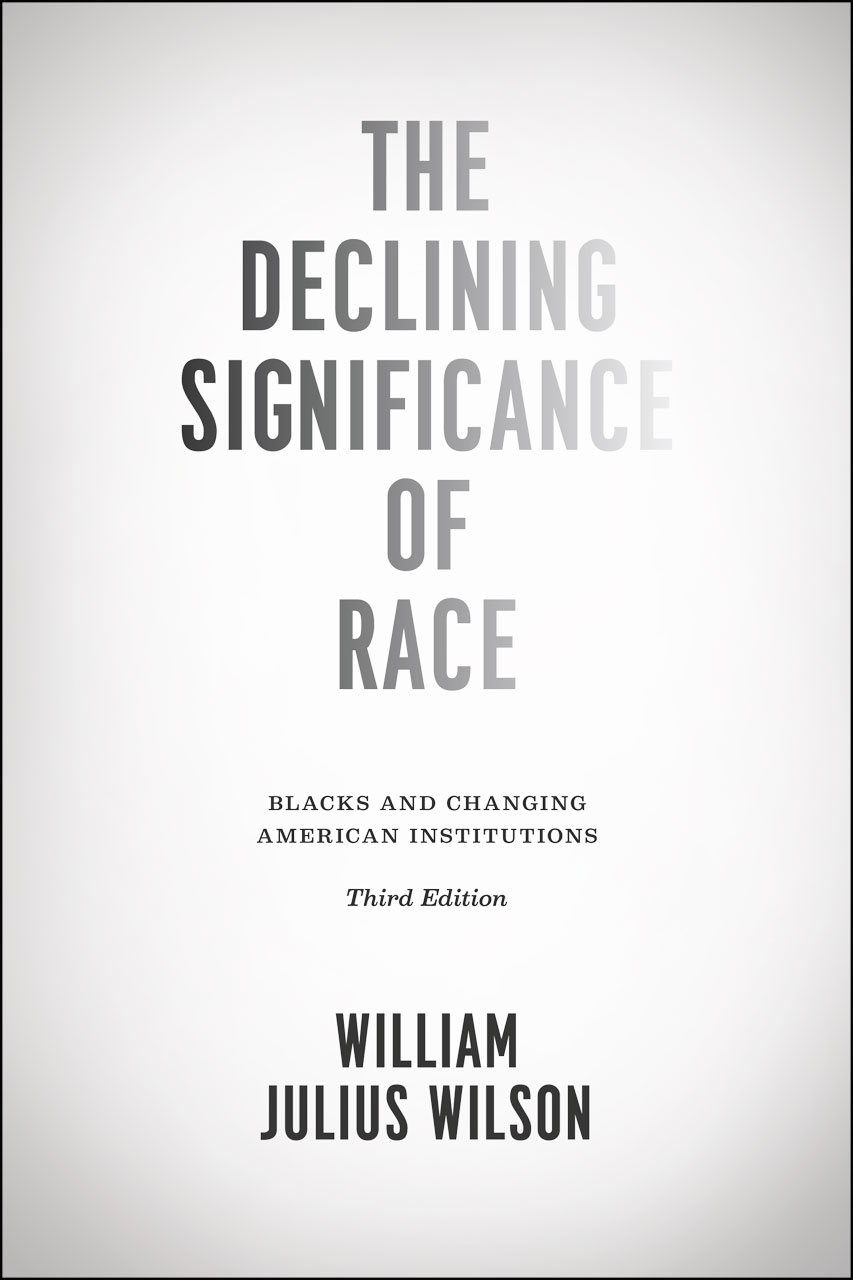 THE
DECLINING
SIGNIFICANCE
OF
RACE
BLACKS AND CHANGING
AMERICAN INSTITUTIONS
Third Edition
WILLIAM
JULIUS WILSON